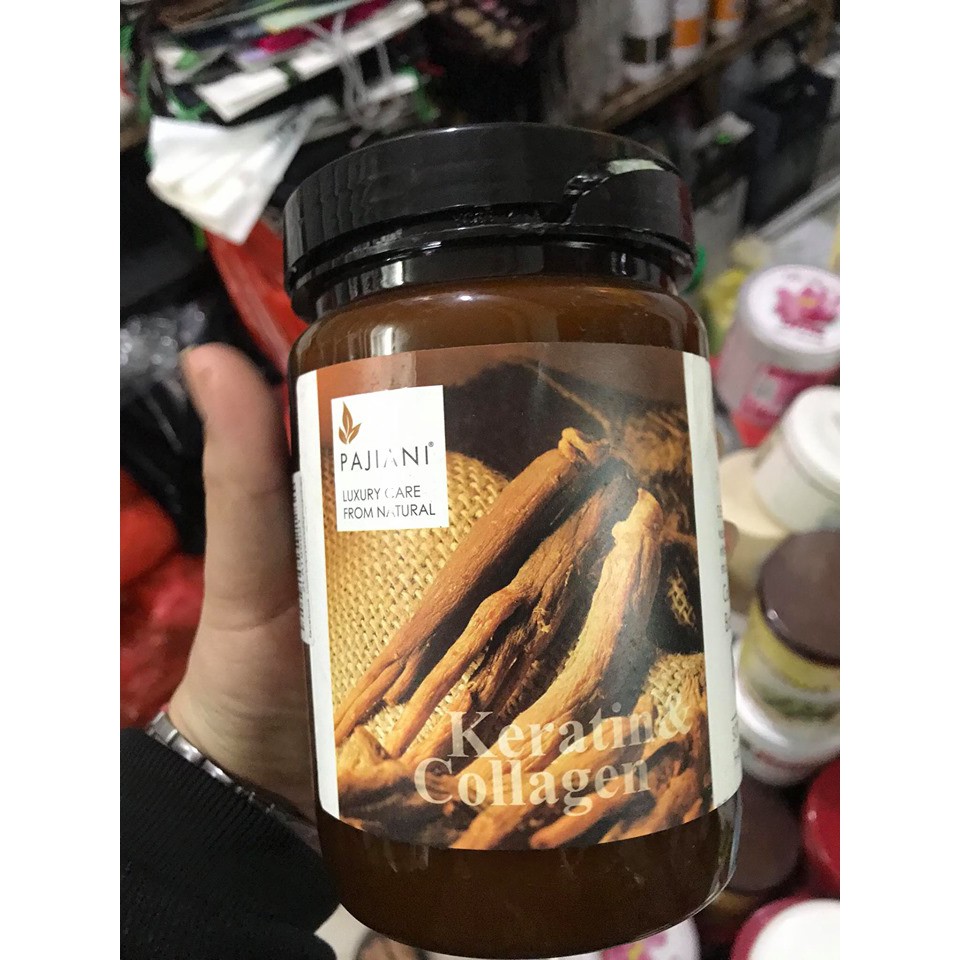 PAJIANI®
LUXURY CARE
FROM NATURAL
Keratin&
Collagen